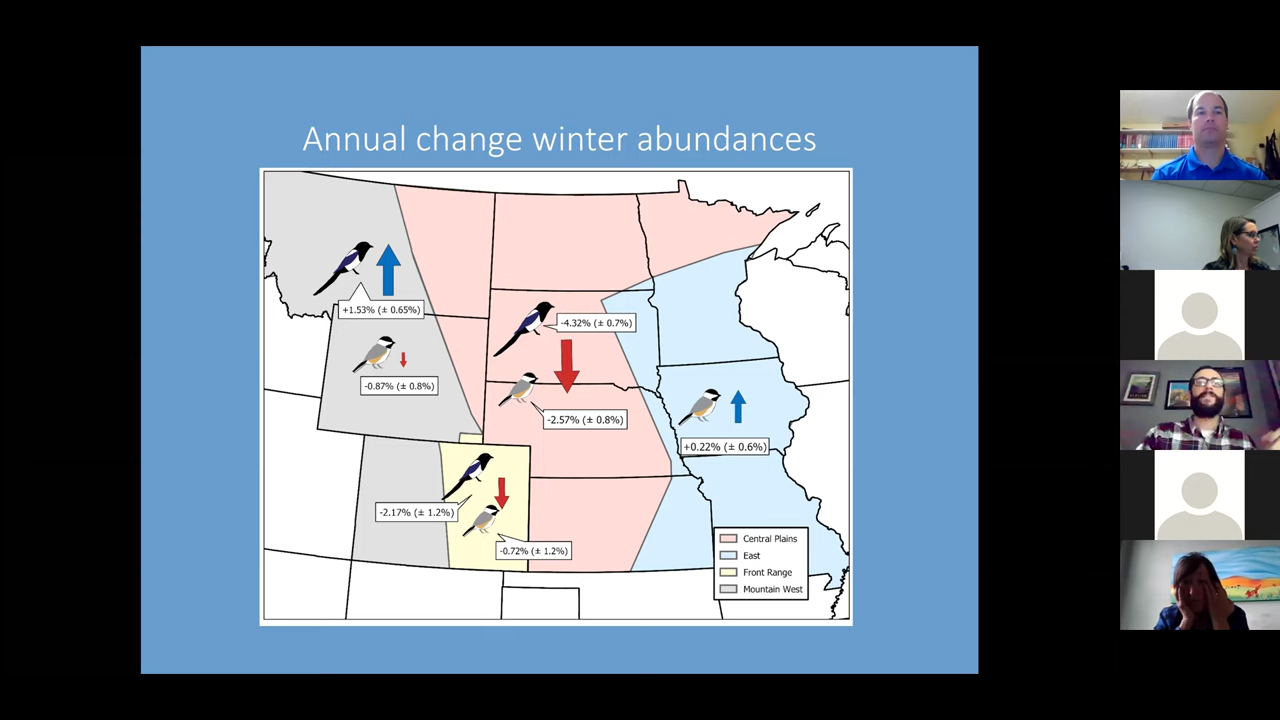 Annual change winter abundances
+1.53% (± 0.65%)
-4.32% (± 0.7%)
-0.87% (± 0.8%)
-2.57% (± 0.8%)
+0.22% (± 0.6%)
-2.17% (± 1.2%)
-0.72% (± 1.2%)
Central Plains
East
Front Range
Mountain West